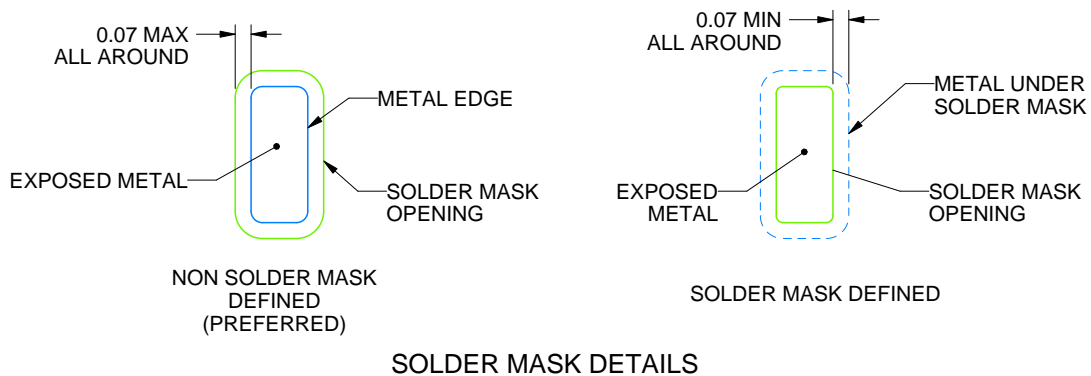 0.07 MAX
ALL AROUND
METAL EDGE
EXPOSED METAL
SOLDER MASK
OPENING
NON SOLDER MASK
DEFINED
(PREFERRED)
0.07 MIN
ALL AROUND
METAL UNDER
SOLDER MASK
EXPOSED
METAL
SOLDER MASK
OPENING
SOLDER MASK DEFINED
SOLDER MASK DETAILS